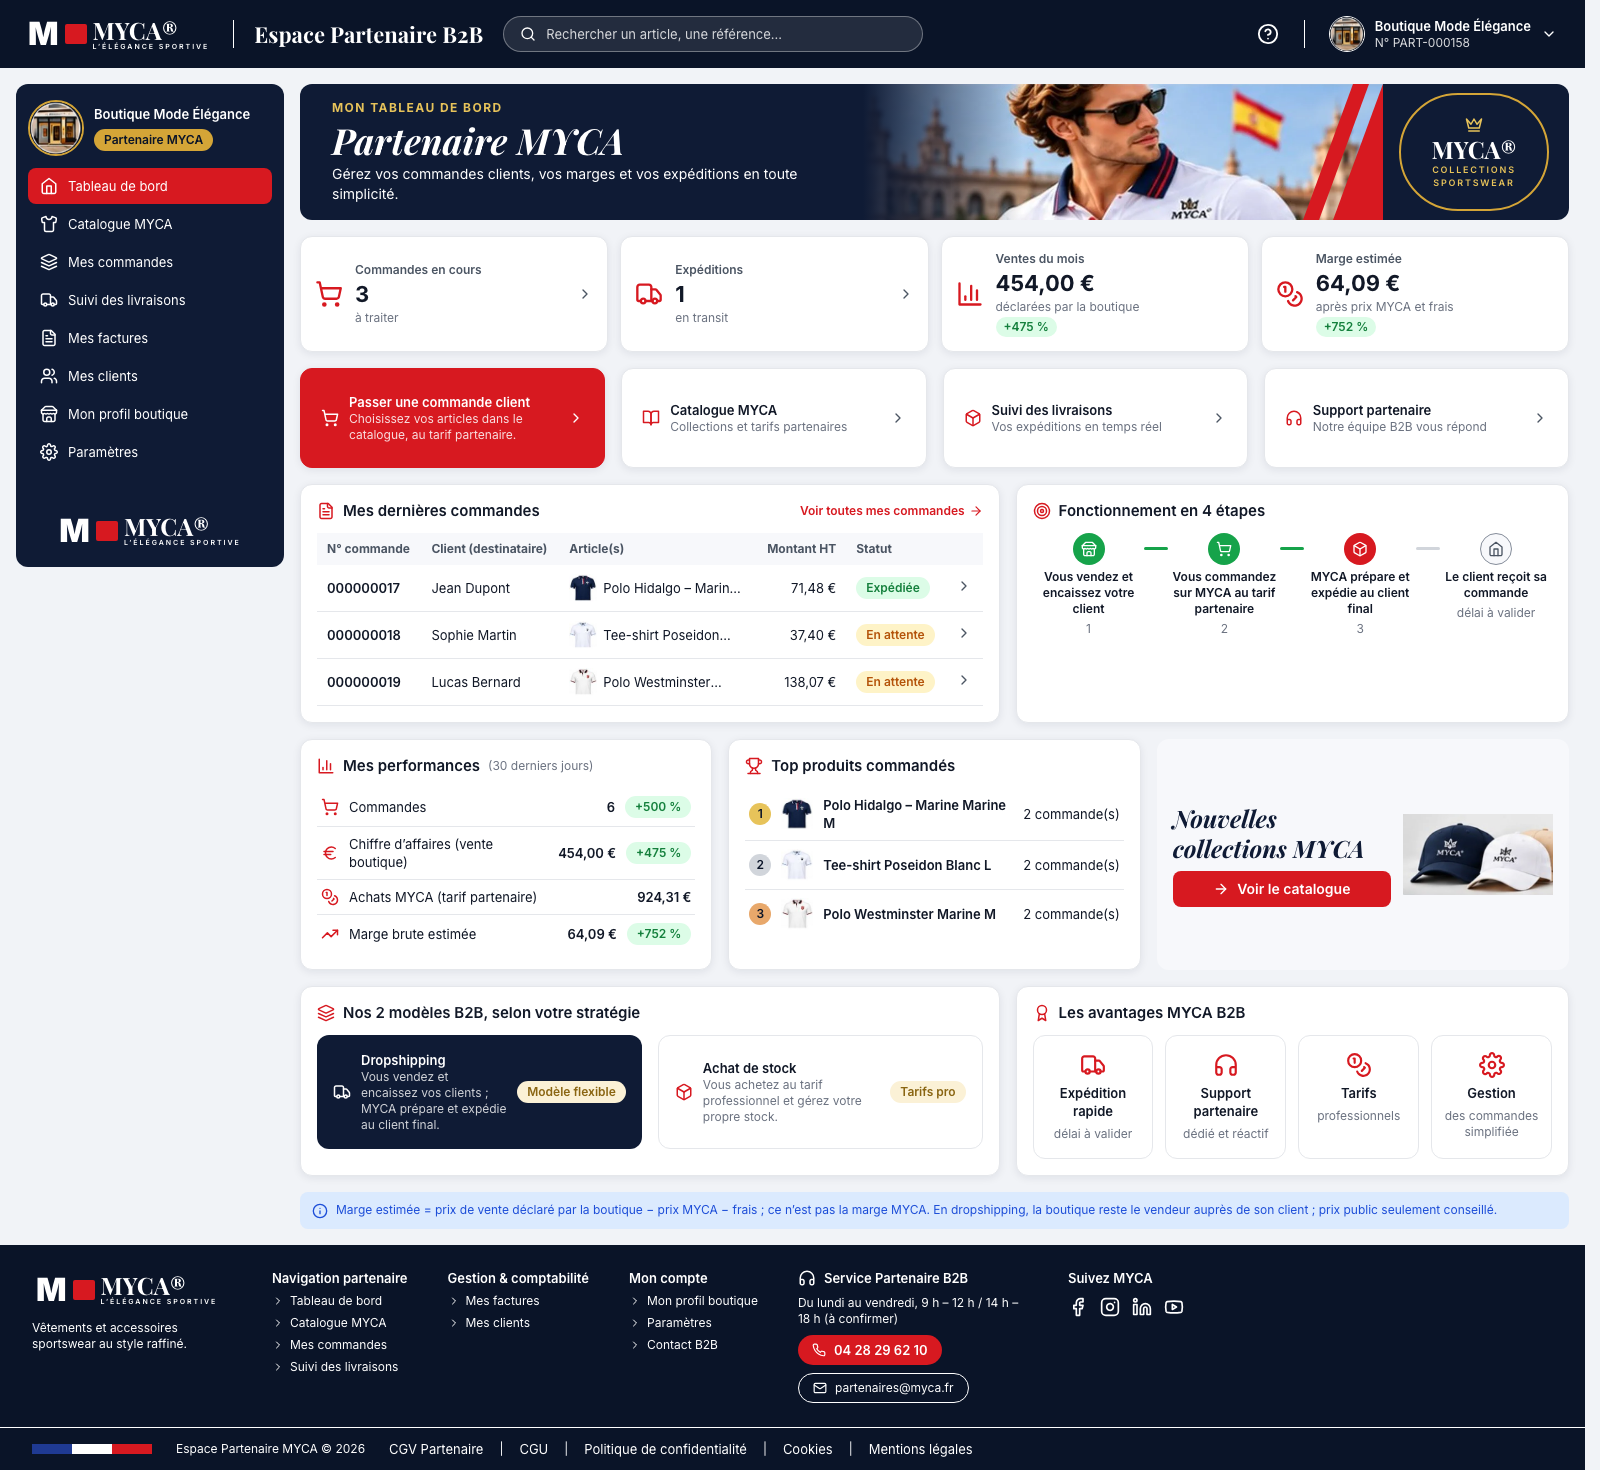 M MYCA®
L'ÉLÉGANCE SPORTIVE
Espace Partenaire B2B
Rechercher un article, une référence...
Boutique Mode Élégance
N° PART-000158
Boutique Mode Élégance
Partenaire MYCA
Tableau de bord
Catalogue MYCA
Mes commandes
Suivi des livraisons
Mes factures
Mes clients
Mon profil boutique
Paramètres
M MYCA®
L'ÉLÉGANCE SPORTIVE
MON TABLEAU DE BORD
Partenaire MYCA
Gérez vos commandes clients, vos marges et vos expéditions en toute
simplicité.
MYCA
MYCA®
COLLECTIONS
SPORTSWEAR
Commandes en cours
3
à traiter
Expéditions
1
en transit
Ventes du mois
454,00 €
déclarées par la boutique
+475 %
Marge estimée
64,09 €
après prix MYCA et frais
+752 %
Passer une commande client
Choisissez vos articles dans le
catalogue, au tarif partenaire.
Catalogue MYCA
Collections et tarifs partenaires
Suivi des livraisons
Vos expéditions en temps réel
Support partenaire
Notre équipe B2B vous répond
Mes dernières commandes
Voir toutes mes commandes
N° commande Client (destinataire) Article(s) Montant HT Statut
000000017 Jean Dupont Polo Hidalgo – Marin... 71,48 € Expédiée
000000018 Sophie Martin Tee-shirt Poseidon... 37,40 € En attente
000000019 Lucas Bernard Polo Westminster... 138,07 € En attente
Fonctionnement en 4 étapes
Vous vendez et
encaissez votre
client
1
Vous commandez
sur MYCA au tarif
partenaire
2
MYCA prépare et
expédie au client
final
3
Le client reçoit sa
commande
délai à valider
Mes performances (30 derniers jours)
Commandes 6 +500 %
Chiffre d’affaires (vente
boutique) 454,00 € +475 %
Achats MYCA (tarif partenaire) 924,31 €
Marge brute estimée 64,09 € +752 %
Top produits commandés
1 Polo Hidalgo – Marine Marine
M 2 commande(s)
2 Tee-shirt Poseidon Blanc L 2 commande(s)
3 Polo Westminster Marine M 2 commande(s)
Nouvelles
collections MYCA
Voir le catalogue
MYCA MYCA
Nos 2 modèles B2B, selon votre stratégie
Dropshipping
Vous vendez et
encaissez vos clients ;
MYCA prépare et expédie
au client final.
Modèle flexible
Achat de stock
Vous achetez au tarif
professionnel et gérez votre
propre stock.
Tarifs pro
Les avantages MYCA B2B
Expédition
rapide
délai à valider
Support
partenaire
dédié et réactif
Tarifs
professionnels
Gestion
des commandes
simplifiée
Marge estimée = prix de vente déclaré par la boutique − prix MYCA − frais ; ce n’est pas la marge MYCA. En dropshipping, la boutique reste le vendeur auprès de son client ; prix public seulement conseillé.
M MYCA®
L'ÉLÉGANCE SPORTIVE
Vêtements et accessoires
sportswear au style raffiné.
Navigation partenaire
Tableau de bord
Catalogue MYCA
Mes commandes
Suivi des livraisons
Gestion & comptabilité
Mes factures
Mes clients
Mon compte
Mon profil boutique
Paramètres
Contact B2B
Service Partenaire B2B
Du lundi au vendredi, 9 h – 12 h / 14 h –
18 h (à confirmer)
04 28 29 62 10
partenaires@myca.fr
Suivez MYCA
Espace Partenaire MYCA © 2026
CGV Partenaire | CGU | Politique de confidentialité | Cookies | Mentions légales